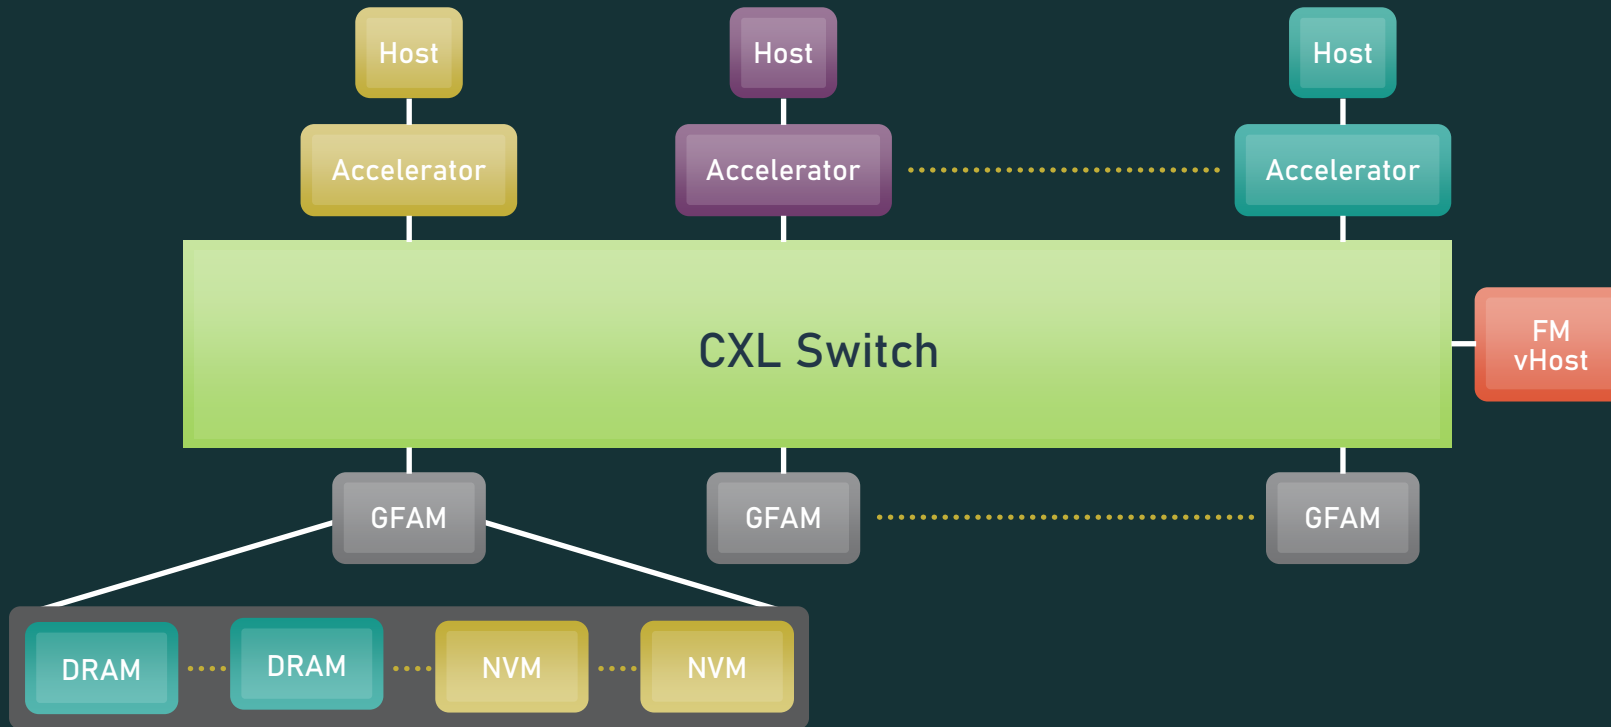 Host
Host
Host
Accelerator
Accelerator
Accelerator
CXL Switch
FM
vHost
GFAM
GFAM
GFAM
DRAM
DRAM
NVM
NVM